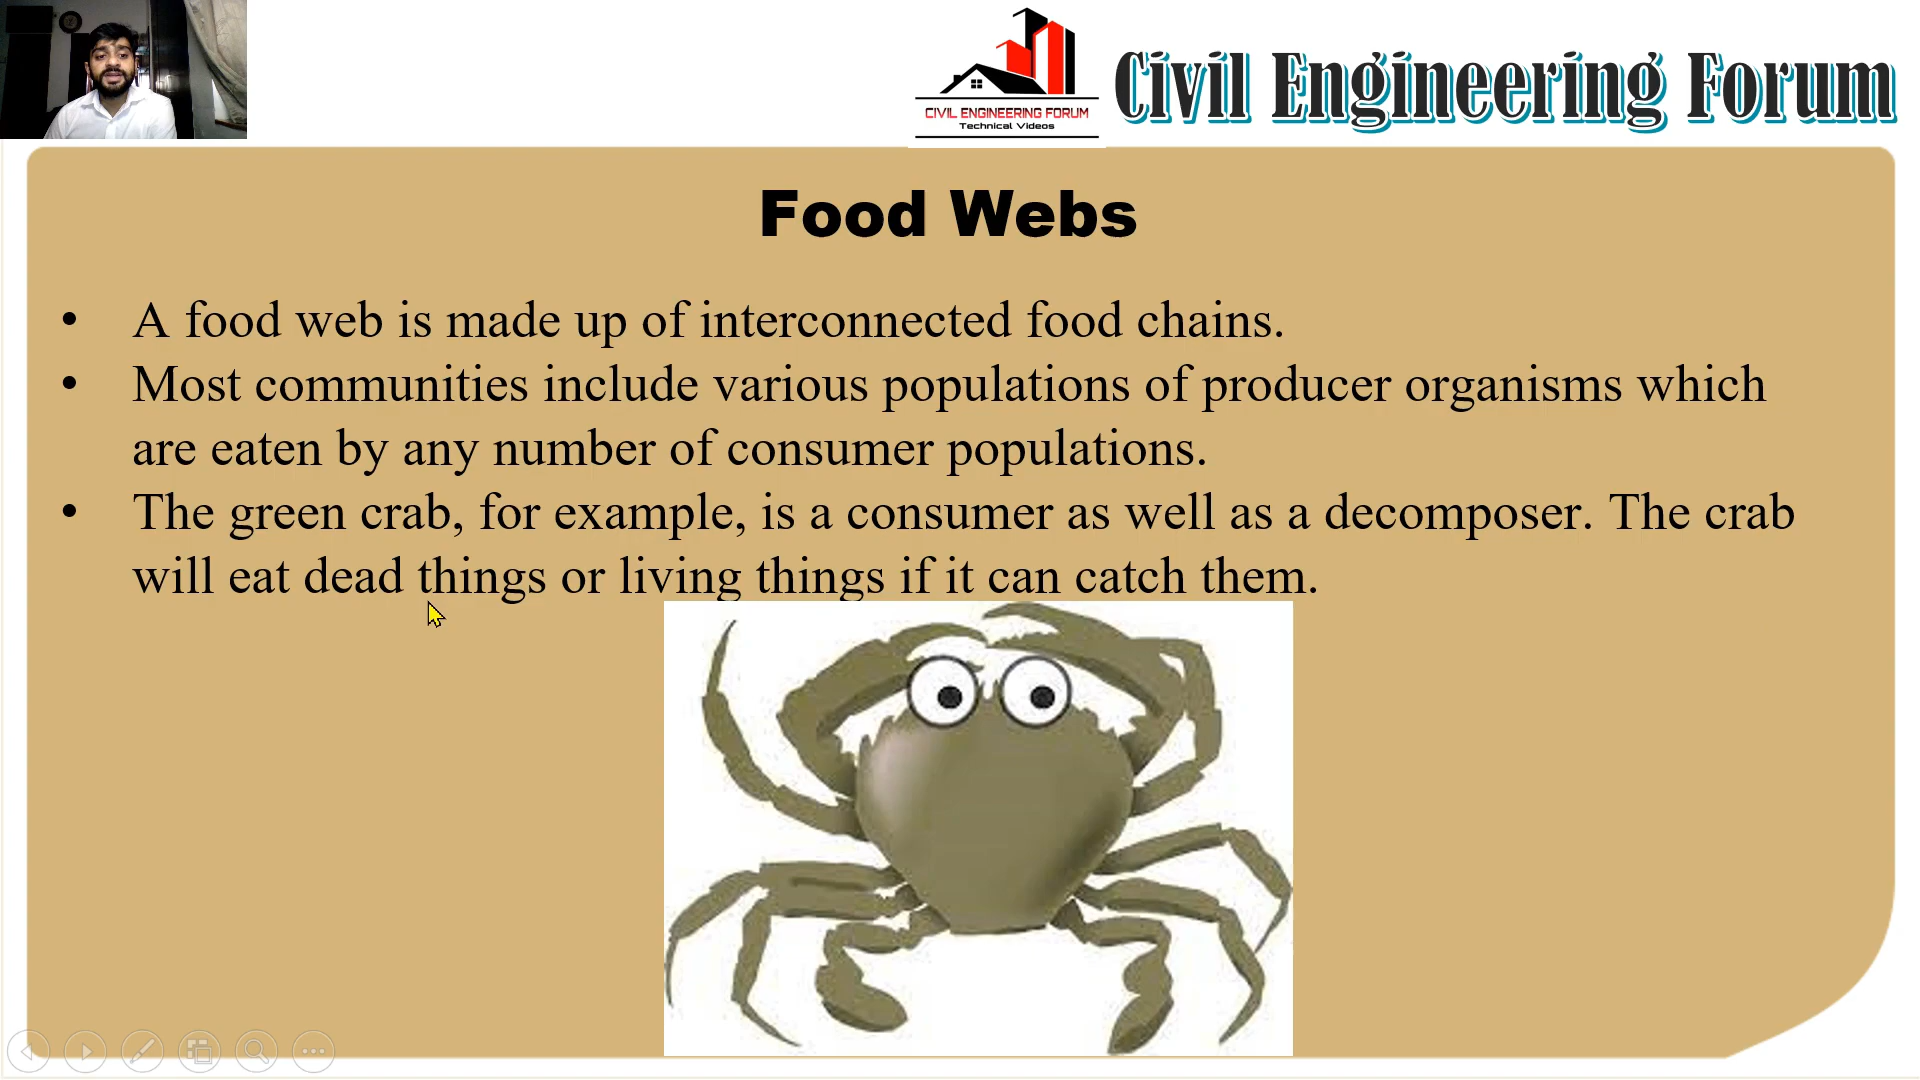 CIVIL ENGINEERING FORUM
Technical Videos
Civil Engineering Forum
Food Webs
• A food web is made up of interconnected food chains.
• Most communities include various populations of producer organisms which
are eaten by any number of consumer populations.
• The green crab, for example, is a consumer as well as a decomposer. The crab
will eat dead things or living things if it can catch them.